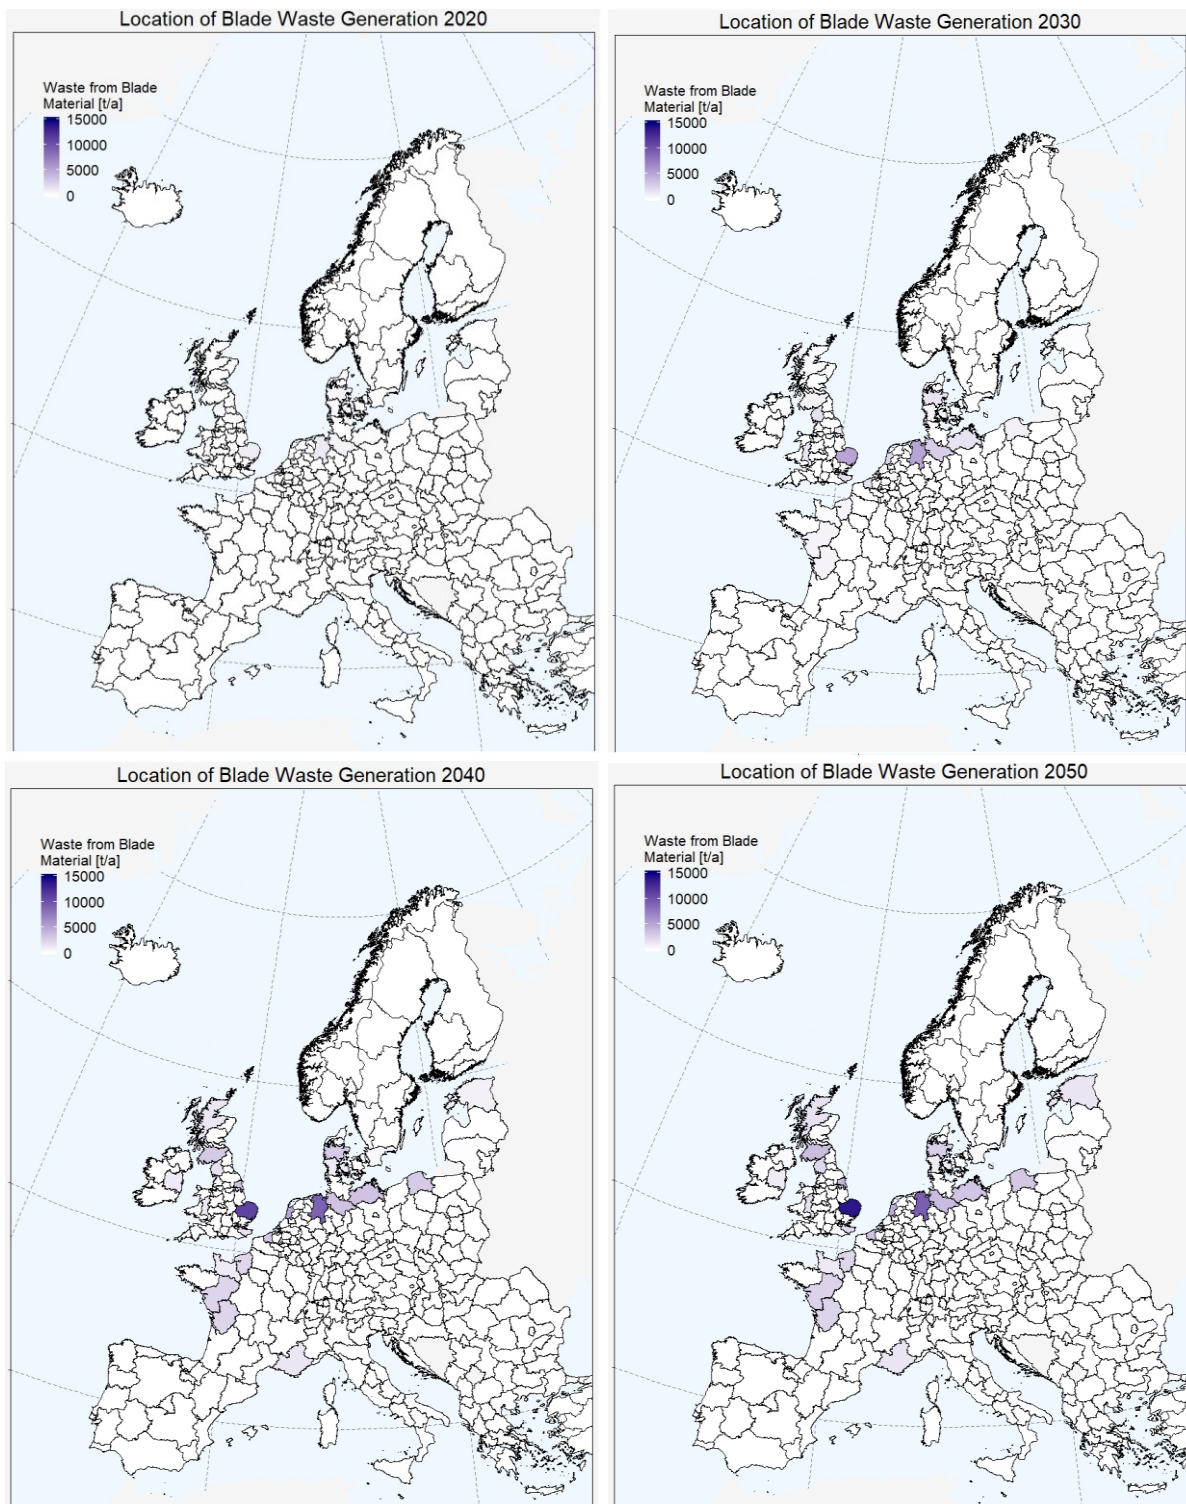 Location of Blade Waste Generation 2020
Waste from Blade
Material [t/a]
15000
10000
5000
0
Location of Blade Waste Generation 2030
Waste from Blade
Material [t/a]
15000
10000
5000
0
Location of Blade Waste Generation 2040
Waste from Blade
Material [t/a]
15000
10000
5000
0
Location of Blade Waste Generation 2050
Waste from Blade
Material [t/a]
15000
10000
5000
0